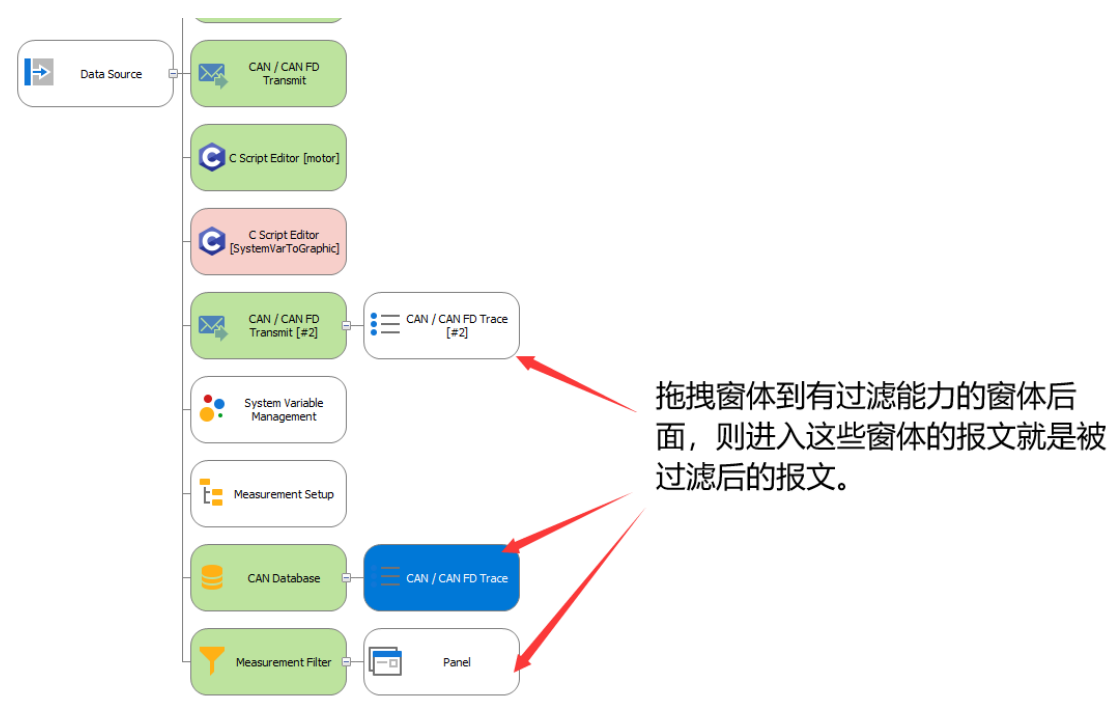 Data Source
CAN / CAN FD
Transmit
C Script Editor [motor]
C Script Editor
[SystemVarToGraphic]
CAN / CAN FD
Transmit [#2]
CAN / CAN FD Trace
[#2]
System Variable
Management
Measurement Setup
CAN Database
CAN / CAN FD Trace
Measurement Filter
Panel
拖拽窗体到有过滤能力的窗体后
面，则进入这些窗体的报文就是被
过滤后的报文。